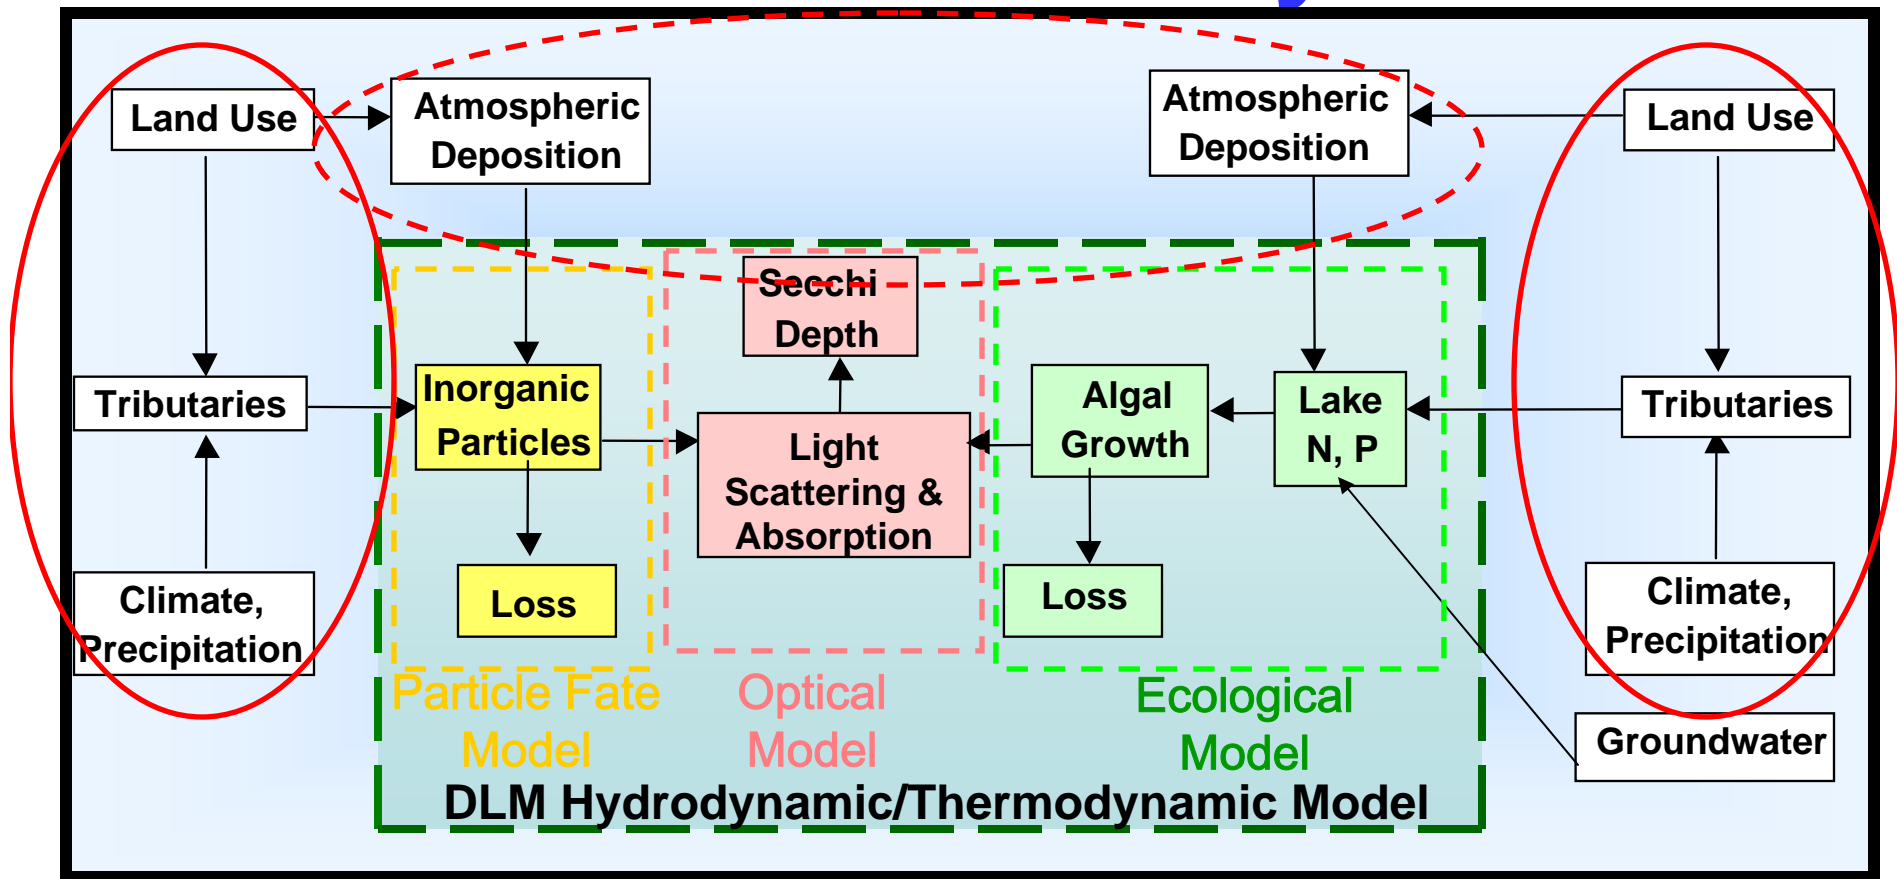 Land Use
Atmospheric
Deposition
Atmospheric
Deposition
Land Use
Secchi
Depth
Tributaries
Inorganic
Particles
Light
Scattering &
Absorption
Algal
Growth
Lake
N, P
Tributaries
Climate,
Precipitation
Loss
Loss
Climate,
Precipitation
Particle Fate
Model
Optical
Model
Ecological
Model
Groundwater
DLM Hydrodynamic/Thermodynamic Model